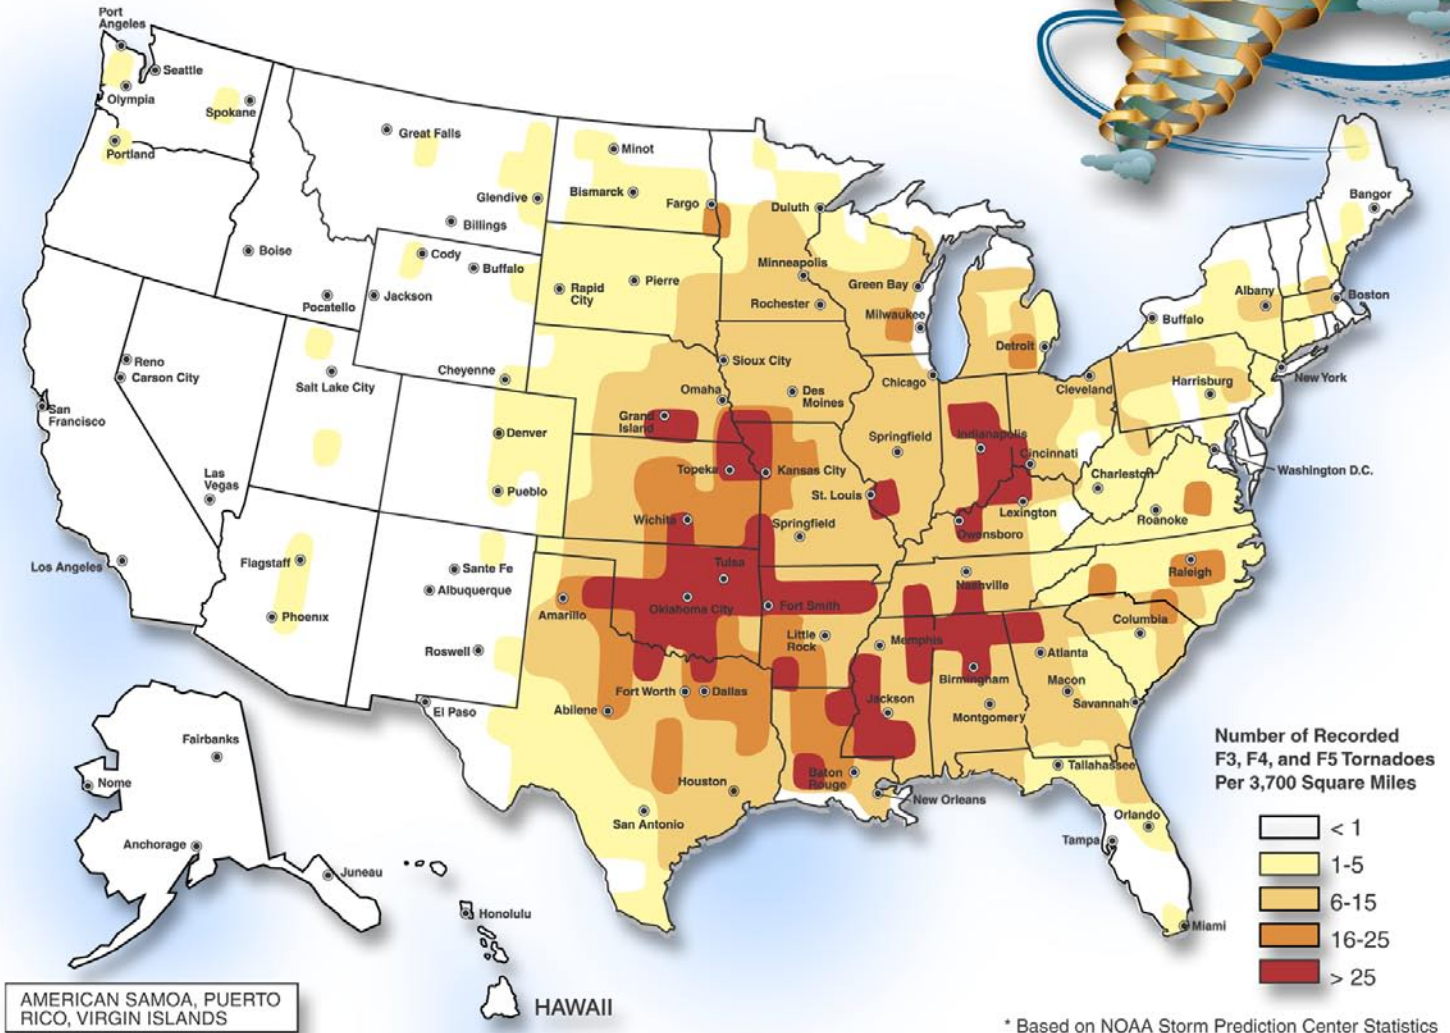 Port
Angeles
Seattle
Olympia
Spokane
Portland
Great Falls
Glendive
Billings
Minot
Bismarck
Fargo
Duluth
Bangor
Boise
Pocatello
Cody
Buffalo
Jackson
Rapid
City
Pierre
Minneapolis
Rochester
Green Bay
Milwaukee
Detroit
Albany
Boston
Buffalo
Reno
Carson City
Salt Lake City
Cheyenne
Sioux City
Omaha
Des
Moines
Chicago
Cleveland
Harrisburg
New York
San
Francisco
Las
Vegas
Denver
Pueblo
Grand
Island
Topeka
Kansas City
Springfield
St. Louis
Indianapolis
Cincinnati
Charleston
Washington D.C.
Lexington
Roanoke
Los Angeles
Flagstaff
Phoenix
Sante Fe
Albuquerque
Roswell
El Paso
Wichita
Springfield
Owensboro
Tulsa
Amarillo
Oklahoma City
Fort Smith
Nashville
Raleigh
Little
Rock
Memphis
Columbia
Atlanta
Fort Worth
Dallas
Abilene
Jackson
Birmingham
Macon
Montgomery
Savannah
Houston
San Antonio
Baton
Rouge
New Orleans
Tallahassee
Orlando
Tampa
Miami
Fairbanks
Nome
Anchorage
Juneau
Honolulu
HAWAII
AMERICAN SAMOA, PUERTO
RICO, VIRGIN ISLANDS
Number of Recorded
F3, F4, and F5 Tornadoes
Per 3,700 Square Miles
< 1
1-5
6-15
16-25
> 25
* Based on NOAA Storm Prediction Center Statistics